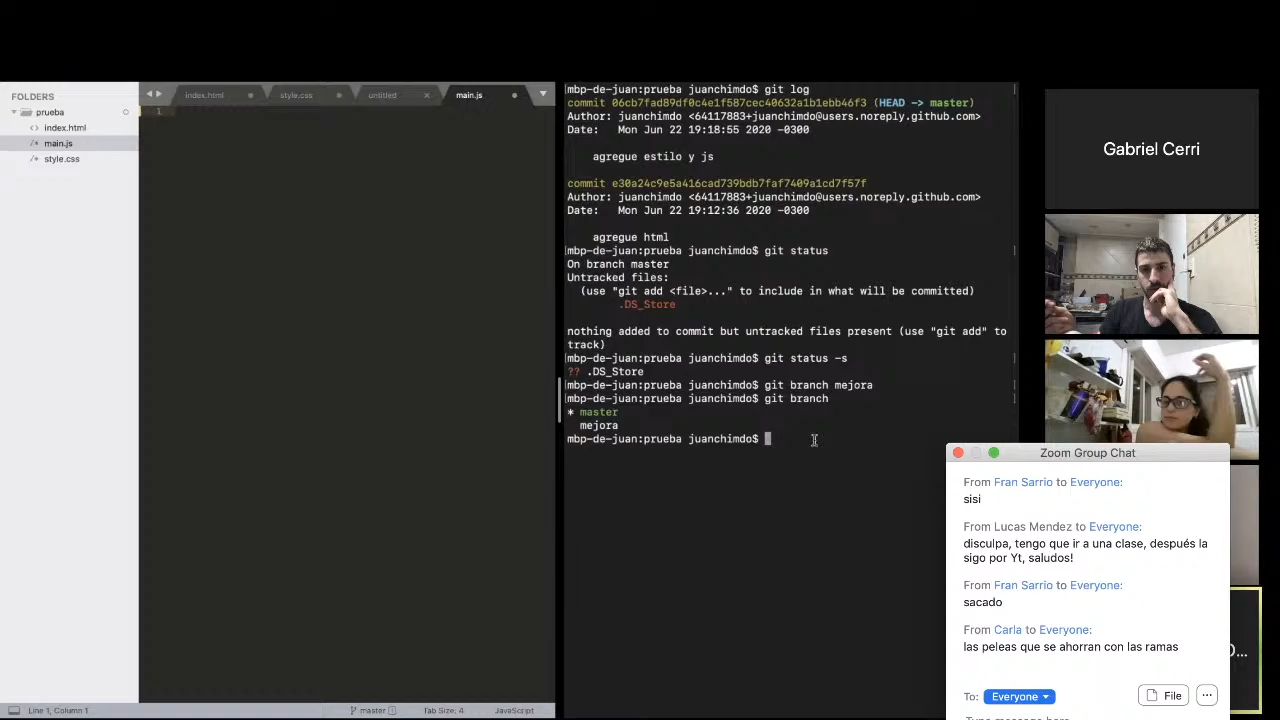 FOLDERS
prueba
index.html
main.js
style.css
index.html
style.css
untitled
main.js
1
Line 1, Column 1
master
Tab Size: 4
JavaScript
mbp-de-juan:prueba juanchimdo$ git log
commit 06cb7fad89df0c4e1f587cec40632a1b1ebb46f3 (HEAD -> master)
Author: juanchimdo <64117883+juanchimdo@users.noreply.github.com>
Date: Mon Jun 22 19:18:55 2020 -0300
agregue estilo y js
commit e30a24c9e5a416cad739bdb7faf7409a1cd7f57f
Author: juanchimdo <64117883+juanchimdo@users.noreply.github.com>
Date: Mon Jun 22 19:12:36 2020 -0300
agregue html
mbp-de-juan:prueba juanchimdo$ git status
On branch master
Untracked files:
(use "git add <file>..." to include in what will be committed)
.DS_Store
nothing added to commit but untracked files present (use "git add" to
track)
mbp-de-juan:prueba juanchimdo$ git status -s
?? .DS_Store
mbp-de-juan:prueba juanchimdo$ git branch mejora
mbp-de-juan:prueba juanchimdo$ git branch
* master
mejora
mbp-de-juan:prueba juanchimdo$
Gabriel Cerri
Zoom Group Chat
From Fran Sarrio to Everyone:
sisi
From Lucas Mendez to Everyone:
disculpa, tengo que ir a una clase, después la
sigo por Yt, saludos!
From Fran Sarrio to Everyone:
sacado
From Carla to Everyone:
las peleas que se ahorran con las ramas
To: Everyone
File